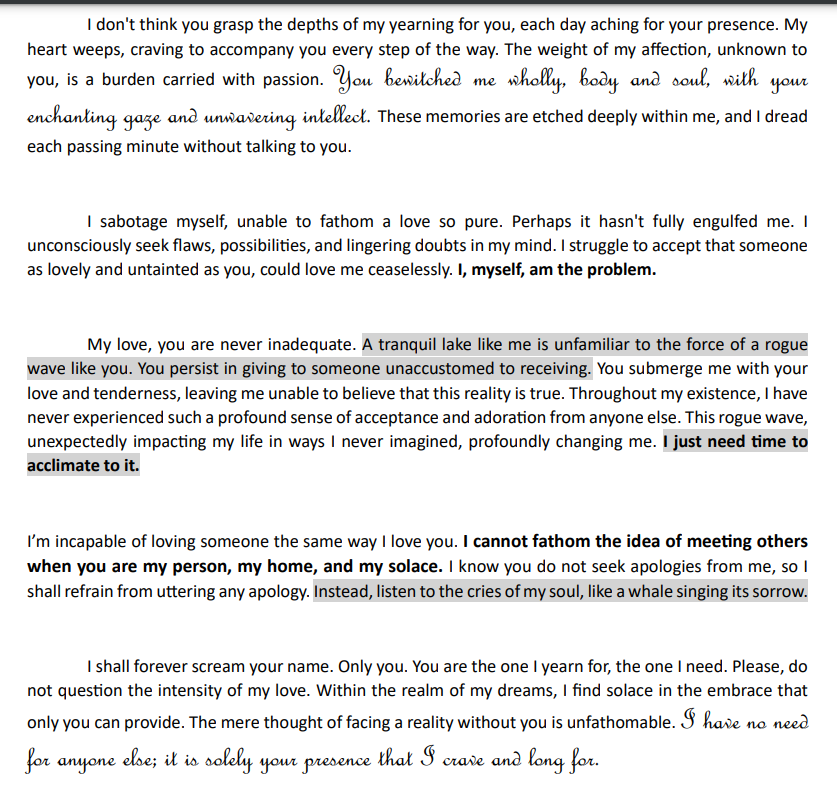 I don't think you grasp the depths of my yearning for you, each day aching for your presence. My
heart weeps, craving to accompany you every step of the way. The weight of my affection, unknown to
you, is a burden carried with passion. You bewitched me wholly, body and soul, with your
enchanting gaze and unwavering intellect. These memories are etched deeply within me, and I dread
each passing minute without talking to you.
I sabotage myself, unable to fathom a love so pure. Perhaps it hasn't fully engulfed me. I
unconsciously seek flaws, possibilities, and lingering doubts in my mind. I struggle to accept that someone
as lovely and untainted as you, could love me ceaselessly. I, myself, am the problem.
My love, you are never inadequate. A tranquil lake like me is unfamiliar to the force of a rogue
wave like you. You persist in giving to someone unaccustomed to receiving. You submerge me with your
love and tenderness, leaving me unable to believe that this reality is true. Throughout my existence, I have
never experienced such a profound sense of acceptance and adoration from anyone else. This rogue wave,
unexpectedly impacting my life in ways I never imagined, profoundly changing me. I just need time to
acclimate to it.
I'm incapable of loving someone the same way I love you. I cannot fathom the idea of meeting others
when you are my person, my home, and my solace. I know you do not seek apologies from me, so I
shall refrain from uttering any apology. Instead, listen to the cries of my soul, like a whale singing its sorrow.
I shall forever scream your name. Only you. You are the one I yearn for, the one I need. Please, do
not question the intensity of my love. Within the realm of my dreams, I find solace in the embrace that
only you can provide. The mere thought of facing a reality without you is unfathomable. I have no need
for anyone else; it is solely your presence that I crave and long for.